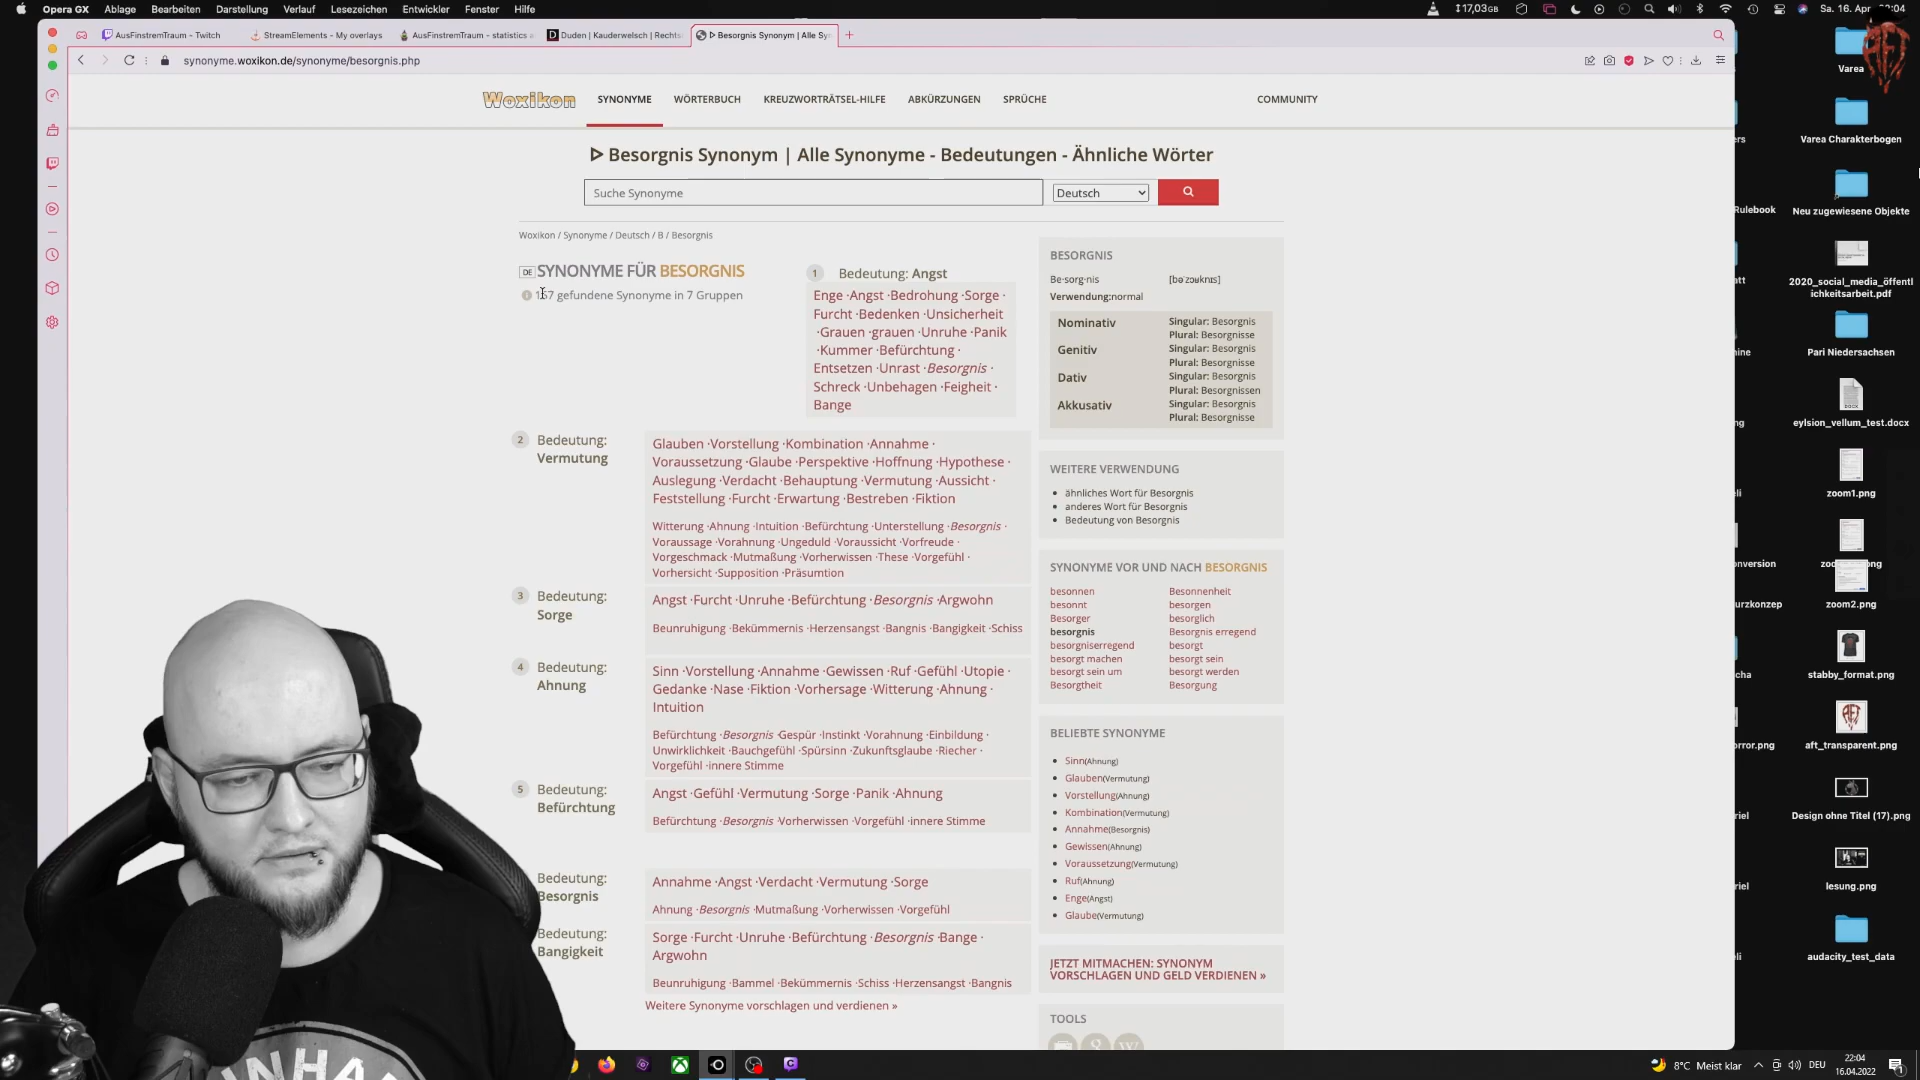 Opera GX Ablage Bearbeiten Darstellung Verlauf Lesezeichen Entwickler Fenster Hilfe
17,03GB
Sa. 16. Apr
AusFinstremTraum - Twitch
StreamElements - My overlays
AusFinstremTraum - statistics a
Duden | Kauderwelsch | Rechts
ᐅ Besorgnis Synonym | Alle Sy
synonyme.woxikon.de/synonyme/besorgnis.php
Woxikon
SYNONYME WÖRTERBUCH KREUZWORTRÄTSEL-HILFE ABKÜRZUNGEN SPRÜCHE COMMUNITY
ᐅ Besorgnis Synonym | Alle Synonyme - Bedeutungen - Ähnliche Wörter
Suche Synonyme
Deutsch
Woxikon / Synonyme / Deutsch / B / Besorgnis
DE SYNONYME FÜR BESORGNIS
157 gefundene Synonyme in 7 Gruppen
1 Bedeutung: Angst
Enge ·Angst ·Bedrohung ·Sorge ·
Furcht ·Bedenken ·Unsicherheit
·Grauen ·grauen ·Unruhe ·Panik
·Kummer ·Befürchtung ·
Entsetzen ·Unrast ·Besorgnis ·
Schreck ·Unbehagen ·Feigheit ·
Bange
2 Bedeutung:
Vermutung
Glauben ·Vorstellung ·Kombination ·Annahme ·
Voraussetzung ·Glaube ·Perspektive ·Hoffnung ·Hypothese ·
Auslegung ·Verdacht ·Behauptung ·Vermutung ·Aussicht ·
Feststellung ·Furcht ·Erwartung ·Bestreben ·Fiktion
Witterung ·Ahnung ·Intuition ·Befürchtung ·Unterstellung ·Besorgnis ·
Voraussage ·Vorahnung ·Ungeduld ·Voraussicht ·Vorfreude ·
Vorgeschmack ·Mutmaßung ·Vorherwissen ·These ·Vorgefühl ·
Vorhersicht ·Supposition ·Präsumtion
3 Bedeutung:
Sorge
Angst ·Furcht ·Unruhe ·Befürchtung ·Besorgnis ·Argwohn
Beunruhigung ·Bekümmernis ·Herzensangst ·Bangnis ·Bangigkeit ·Schiss
4 Bedeutung:
Ahnung
Sinn ·Vorstellung ·Annahme ·Gewissen ·Ruf ·Gefühl ·Utopie ·
Gedanke ·Nase ·Fiktion ·Vorhersage ·Witterung ·Ahnung ·
Intuition
Befürchtung ·Besorgnis ·Gespür ·Instinkt ·Vorahnung ·Einbildung ·
Unwirklichkeit ·Bauchgefühl ·Spürsinn ·Zukunftsglaube ·Riecher ·
Vorgefühl ·innere Stimme
5 Bedeutung:
Befürchtung
Angst ·Gefühl ·Vermutung ·Sorge ·Panik ·Ahnung
Befürchtung ·Besorgnis ·Vorherwissen ·Vorgefühl ·innere Stimme
Bedeutung:
Besorgnis
Annahme ·Angst ·Verdacht ·Vermutung ·Sorge
Ahnung ·Besorgnis ·Mutmaßung ·Vorherwissen ·Vorgefühl
Bedeutung:
Bangigkeit
Sorge ·Furcht ·Unruhe ·Befürchtung ·Besorgnis ·Bange ·
Argwohn
Beunruhigung ·Bammel ·Bekümmernis ·Schiss ·Herzensangst ·Bangnis
Weitere Synonyme vorschlagen und verdienen »
BESORGNIS
Be·sorg·nis [bəˈzɔʁknɪs]
Verwendung:normal
Nominativ Singular: Besorgnis
Plural: Besorgnisse
Genitiv Singular: Besorgnis
Plural: Besorgnisse
Dativ Singular: Besorgnis
Plural: Besorgnissen
Akkusativ Singular: Besorgnis
Plural: Besorgnisse
WEITERE VERWENDUNG
ähnliches Wort für Besorgnis
anderes Wort für Besorgnis
Bedeutung von Besorgnis
SYNONYME VOR UND NACH BESORGNIS
besonnen Besonnenheit
besonnt besorgen
Besorger besorglich
besorgnis Besorgnis erregend
besorgniserregend besorgt
besorgt machen besorgt sein
besorgt sein um besorgt werden
Besorgtheit Besorgung
BELIEBTE SYNONYME
Sinn(Ahnung)
Glauben(Vermutung)
Vorstellung(Ahnung)
Kombination(Vermutung)
Annahme(Besorgnis)
Gewissen(Ahnung)
Voraussetzung(Vermutung)
Ruf(Ahnung)
Enge(Angst)
Glaube(Vermutung)
JETZT MITMACHEN: SYNONYM
VORSCHLAGEN UND GELD VERDIENEN »
TOOLS
Varea
Varea Charakterbogen
Rulebook
Neu zugewiesene Objekte
2020_social_media_öffentl
ichkeitsarbeit.pdf
Pari Niedersachsen
eylsion_vellum_test.docx
zoom1.png
zoom2.png
stabby_format.png
aft_transparent.png
Design ohne Titel (17).png
lesung.png
audacity_test_data
8°C Meist klar
DEU
22:04
16.04.2022